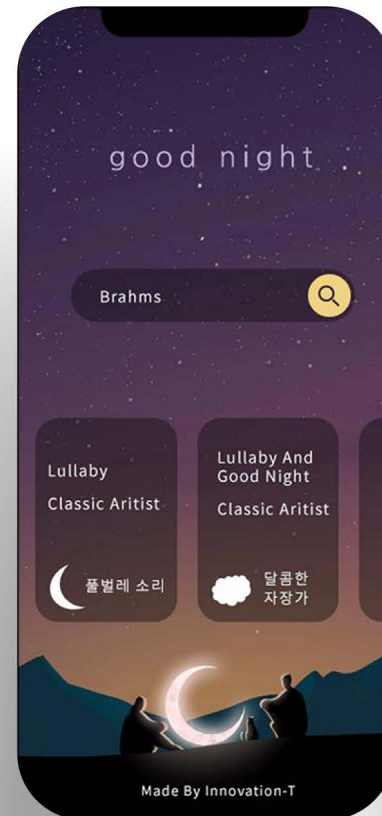 good night
Brahms
Lullaby
Classic Aritist
풀벌레 소리
Lullaby And
Good Night
Classic Aritist
달콤한
자장가
Made By Innovation-T